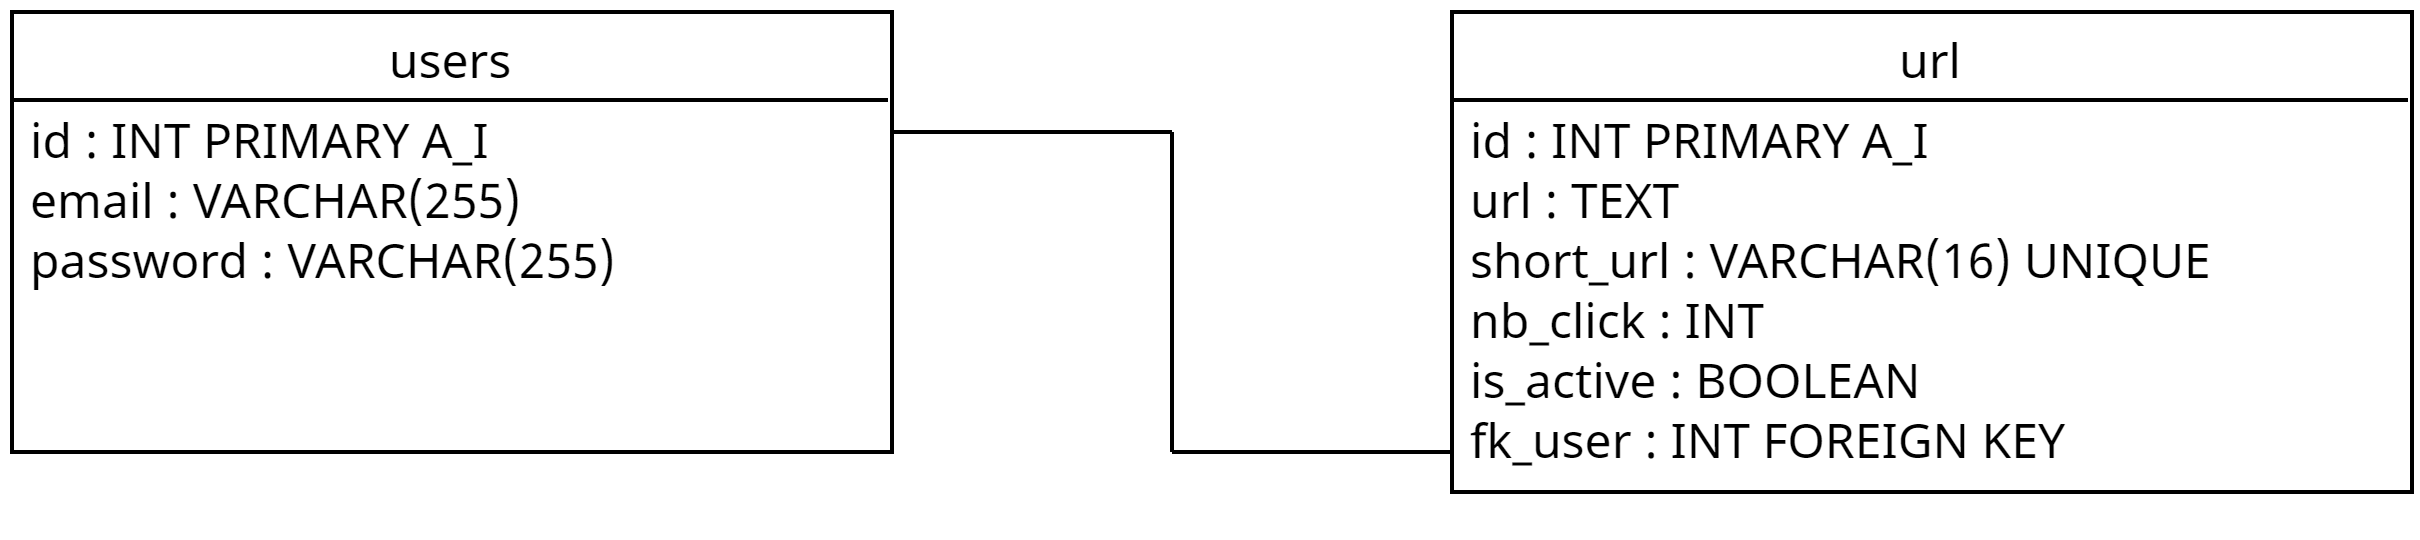 users
id : INT PRIMARY A_I
email : VARCHAR(255)
password : VARCHAR(255)
url
id : INT PRIMARY A_I
url : TEXT
short_url : VARCHAR(16) UNIQUE
nb_click : INT
is_active : BOOLEAN
fk_user : INT FOREIGN KEY